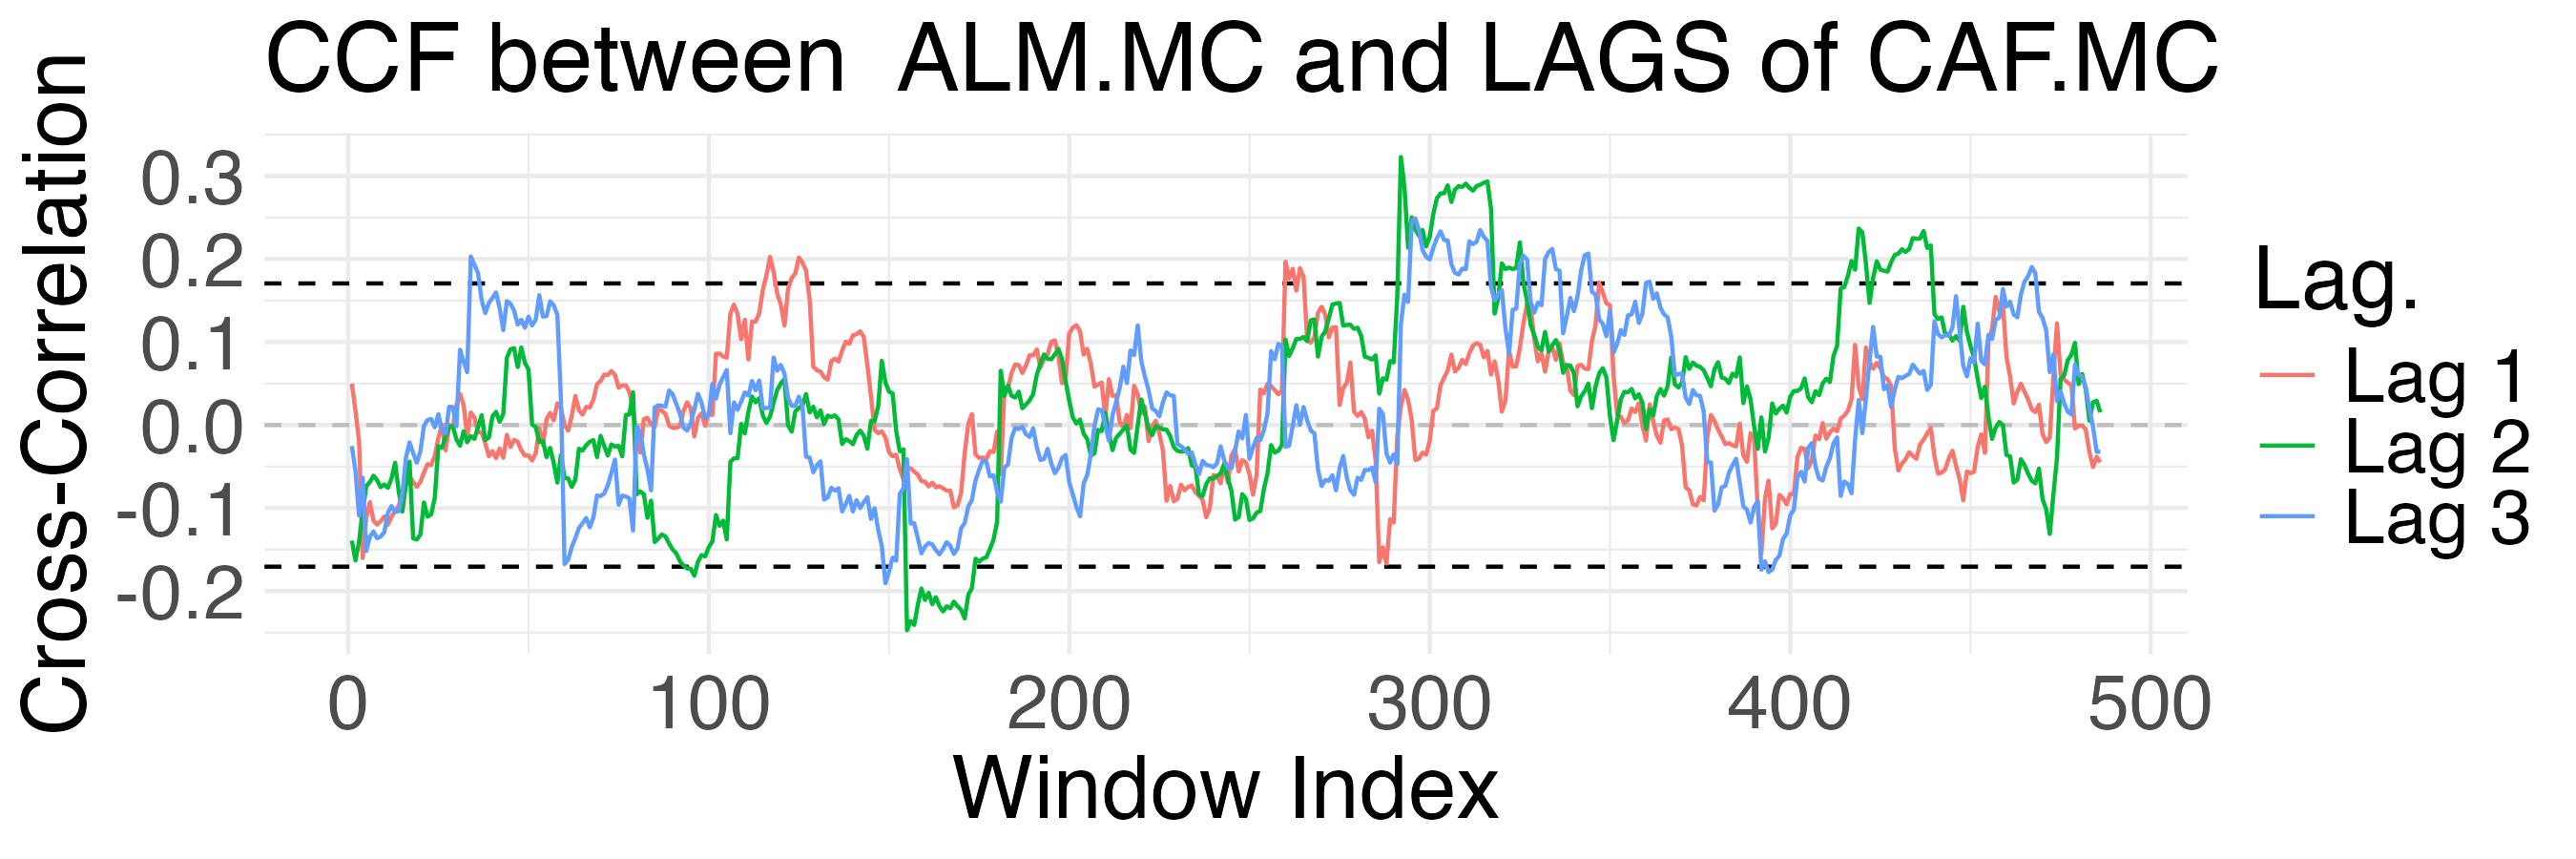 CCF between  ALM.MC and LAGS of CAF.MC
Cross-Correlation
0.3
0.2
0.1
0.0
-0.1
-0.2
0 100 200 300 400 500
Window Index
Lag.
Lag 1
Lag 2
Lag 3